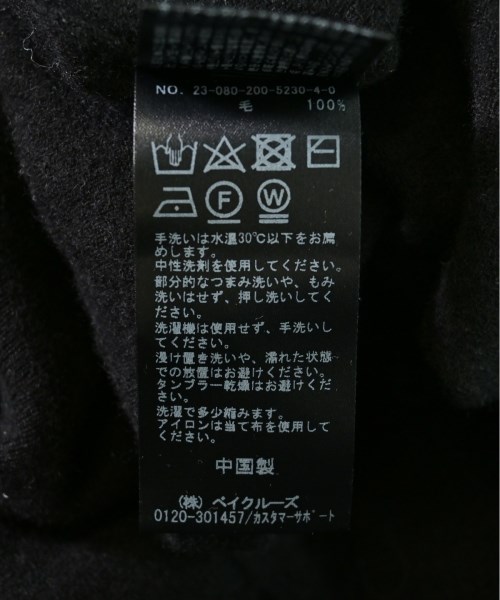 NO. 23-080-200-5230-4-0
毛 100%
F W
手洗いは水温30℃以下をお薦
めします。
中性洗剤を使用してください。
部分的なつまみ洗いや、もみ
洗いはせず、押し洗いしてく
ださい。
洗濯機は使用せず、手洗いし
てください。
浸け置き洗いや、濡れた状態
での放置はお避けください。
タンブラー乾燥はお避けくだ
さい。
洗濯で多少縮みます。
アイロンは当て布を使用して
ください。
中国製
(株) ベイクルーズ
0120-301457/カスタマーサポート